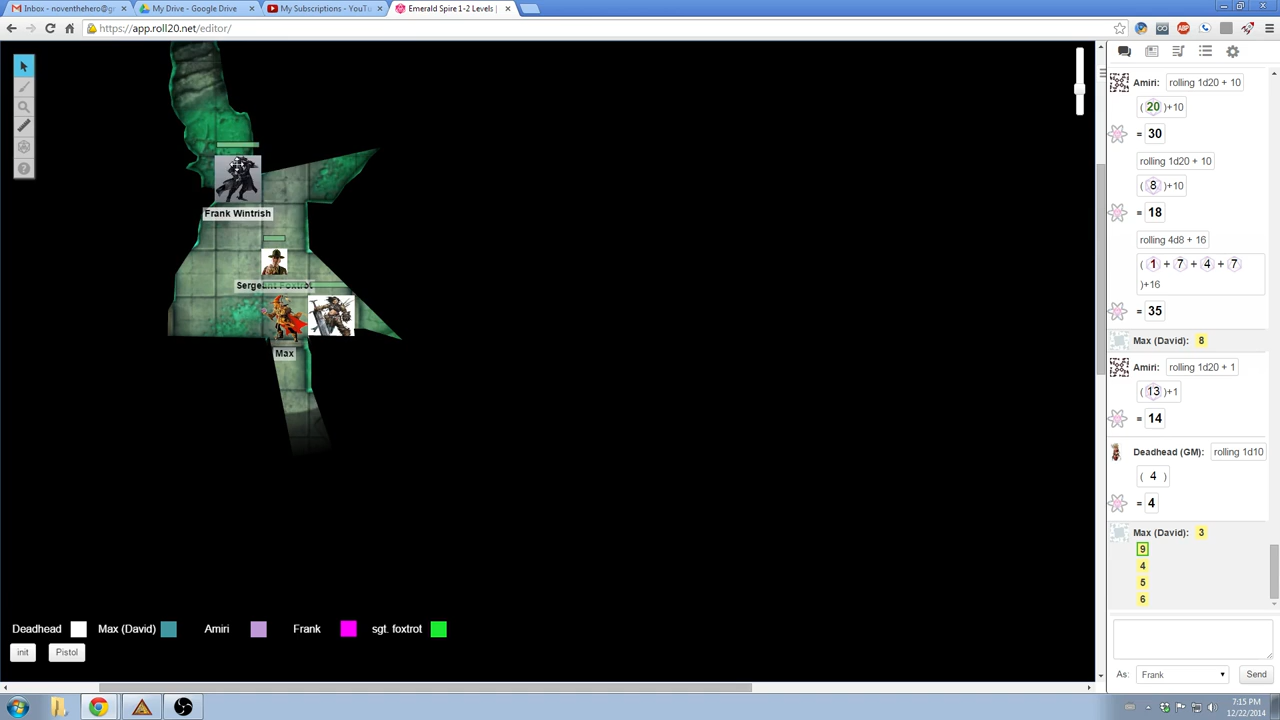 Inbox - noventhehero@gr
My Drive - Google Drive
My Subscriptions - YouTu
Emerald Spire 1-2 Levels |
https://app.roll20.net/editor/
Frank Wintrish
Sergeant Foxtrot
Max
Amiri: rolling 1d20 + 10
( 20 )+10
= 30
rolling 1d20 + 10
( 8 )+10
= 18
rolling 4d8 + 16
( 1 + 7 + 4 + 7
)+16
= 35
Max (David): 8
Amiri: rolling 1d20 + 1
( 13 )+1
= 14
Deadhead (GM): rolling 1d10
( 4 )
= 4
Max (David): 3
9
4
5
6
Deadhead Max (David) Amiri Frank sgt. foxtrot
init Pistol
As: Frank Send
7:15 PM
12/22/2014